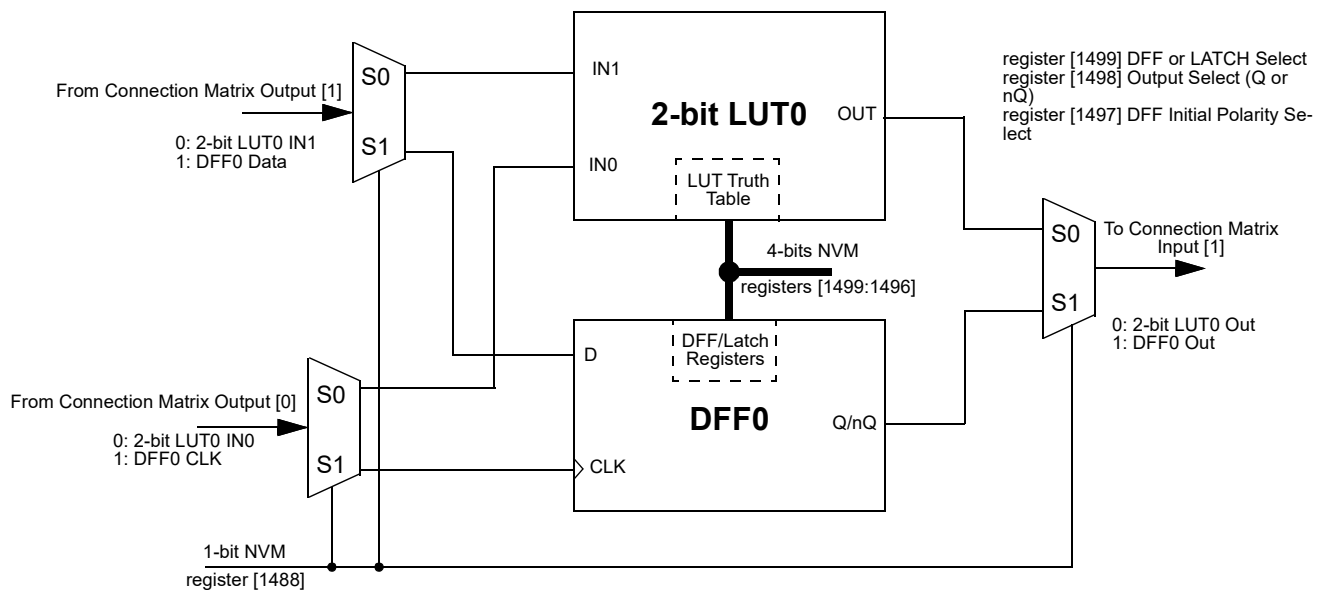 From Connection Matrix Output [1]
0: 2-bit LUT0 IN1
1: DFF0 Data
S0
S1
IN1
IN0
2-bit LUT0
OUT
LUT Truth
Table
register [1499] DFF or LATCH Select
register [1498] Output Select (Q or
nQ)
register [1497] DFF Initial Polarity Se-
lect
4-bits NVM
registers [1499:1496]
S0
S1
To Connection Matrix
Input [1]
0: 2-bit LUT0 Out
1: DFF0 Out
From Connection Matrix Output [0]
0: 2-bit LUT0 IN0
1: DFF0 CLK
S0
S1
D
CLK
DFF/Latch
Registers
DFF0
Q/nQ
1-bit NVM
register [1488]